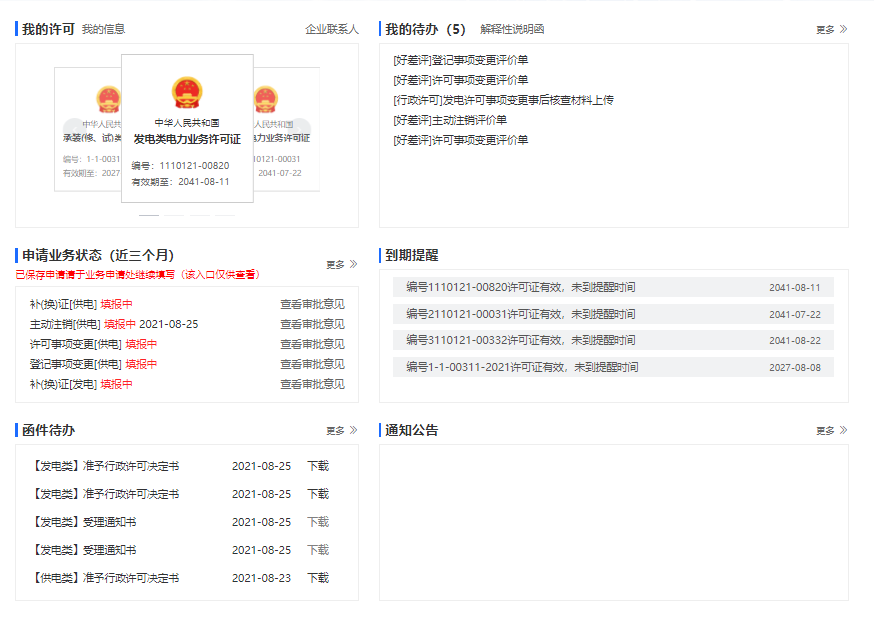 我的许可 我的信息 企业联系人
中华人民共
承装(修、试)类
编号：1-1-0031
有效期至：2027
中华人民共和国
发电类电力业务许可证
编号：1110121-00820
有效期至：2041-08-11
人民共和国
力业务许可证
10121-00031
2041-07-22
我的待办（5） 解释性说明函 更多
[好差评]登记事项变更评价单
[好差评]许可事项变更评价单
[行政许可]发电许可事项变更事后核查材料上传
[好差评]主动注销评价单
[好差评]许可事项变更评价单
申请业务状态（近三个月） 更多
已保存申请请于业务申请处继续填写（该入口仅供查看）
补(换)证[供电] 填报中 查看审批意见
主动注销[供电] 填报中 2021-08-25 查看审批意见
许可事项变更[供电] 填报中 查看审批意见
登记事项变更[供电] 填报中 查看审批意见
补(换)证[发电] 填报中 查看审批意见
到期提醒
编号1110121-00820许可证有效，未到提醒时间 2041-08-11
编号2110121-00031许可证有效，未到提醒时间 2041-07-22
编号3110121-00332许可证有效，未到提醒时间 2041-08-22
编号1-1-00311-2021许可证有效，未到提醒时间 2027-08-08
函件待办 更多
【发电类】准予行政许可决定书 2021-08-25 下载
【发电类】准予行政许可决定书 2021-08-25 下载
【发电类】受理通知书 2021-08-25 下载
【发电类】受理通知书 2021-08-25 下载
【供电类】准予行政许可决定书 2021-08-23 下载
通知公告 更多